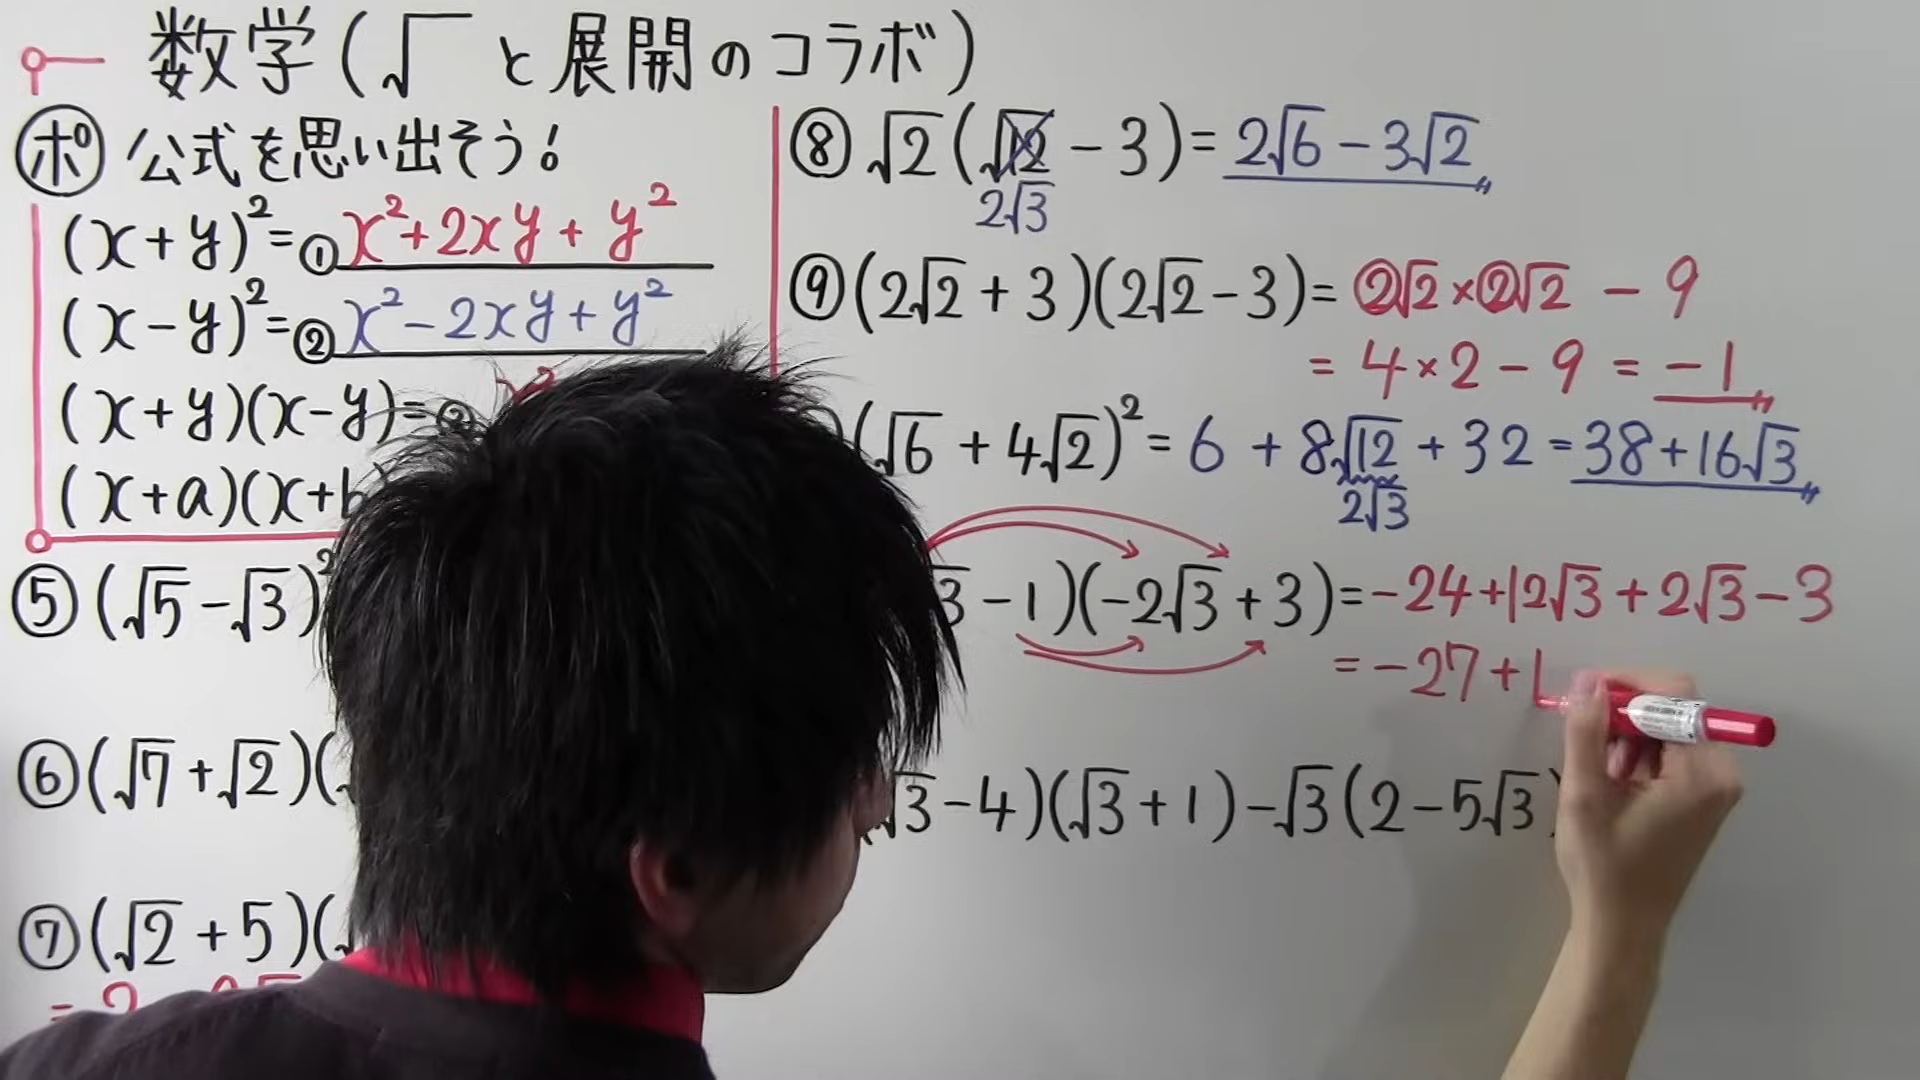 数学(√ と展開のコラボ)
ポ 公式を思い出そう!
(x+y)²=①x²+2xy+y²
(x-y)²=②x²-2xy+y²
(x+y)(x-y)=
(x+a)(x+b)
⑤(√5-√3)²
⑥(√7+√2)(
⑦(√2+5)(
= 2
⑧√2(√12-3)=2√6-3√2
2√3
⑨(2√2+3)(2√2-3)=2√2×2√2-9
=4×2-9=-1
(√6+4√2)²=6+8√12+32=38+16√3
2√3
3-1)(-2√3+3)=-24+12√3+2√3-3
=-27+1
√3-4)(√3+1)-√3(2-5√3)